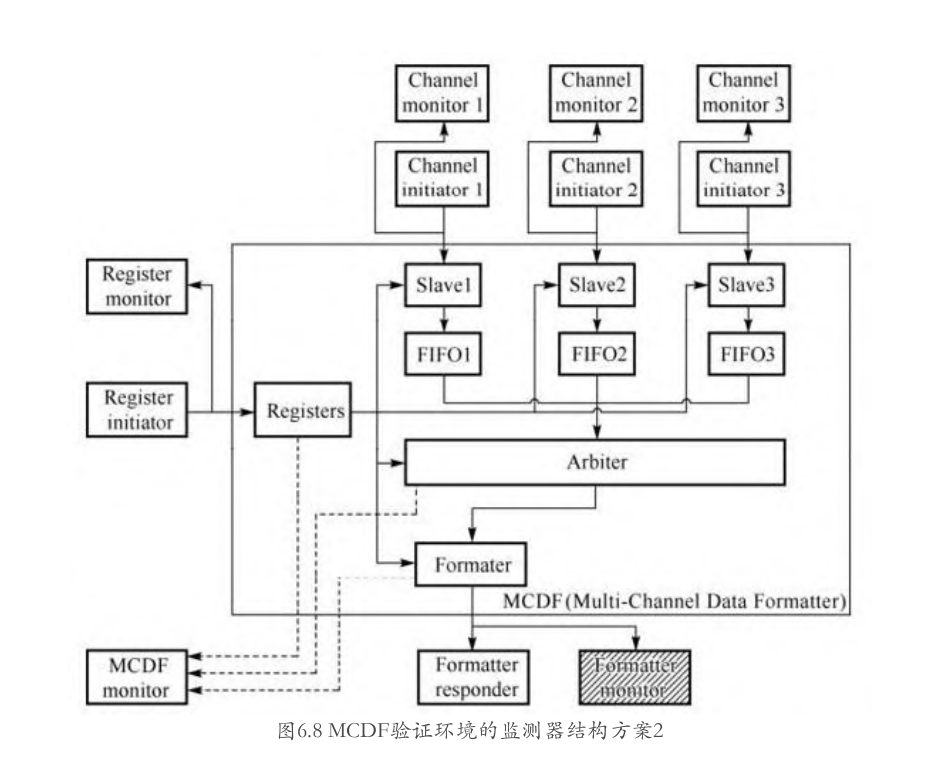 Channel
monitor 1
Channel
monitor 2
Channel
monitor 3
Channel
initiator 1
Channel
initiator 2
Channel
initiator 3
Register
monitor
Slave1
Slave2
Slave3
FIFO1
FIFO2
FIFO3
Register
initiator
Registers
Arbiter
Formater
MCDF(Multi-Channel Data Formatter)
MCDF
monitor
Formatter
responder
Formatter
monitor
图6.8 MCDF验证环境的监测器结构方案2